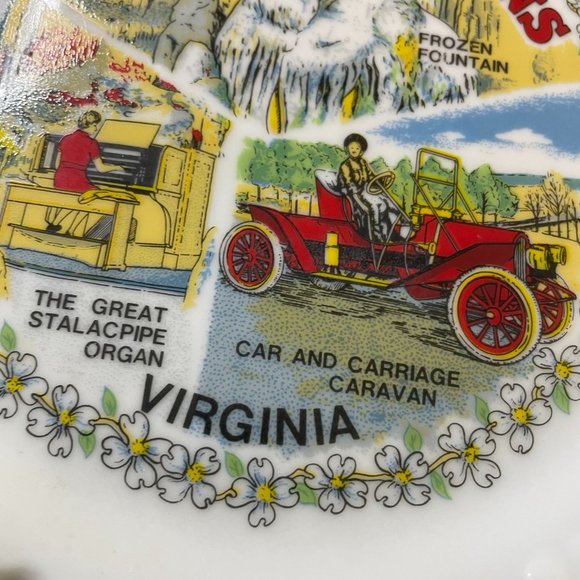 FROZEN
FOUNTAIN
THE GREAT
STALACPIPE
ORGAN
CAR AND CARRIAGE
CARAVAN
VIRGINIA